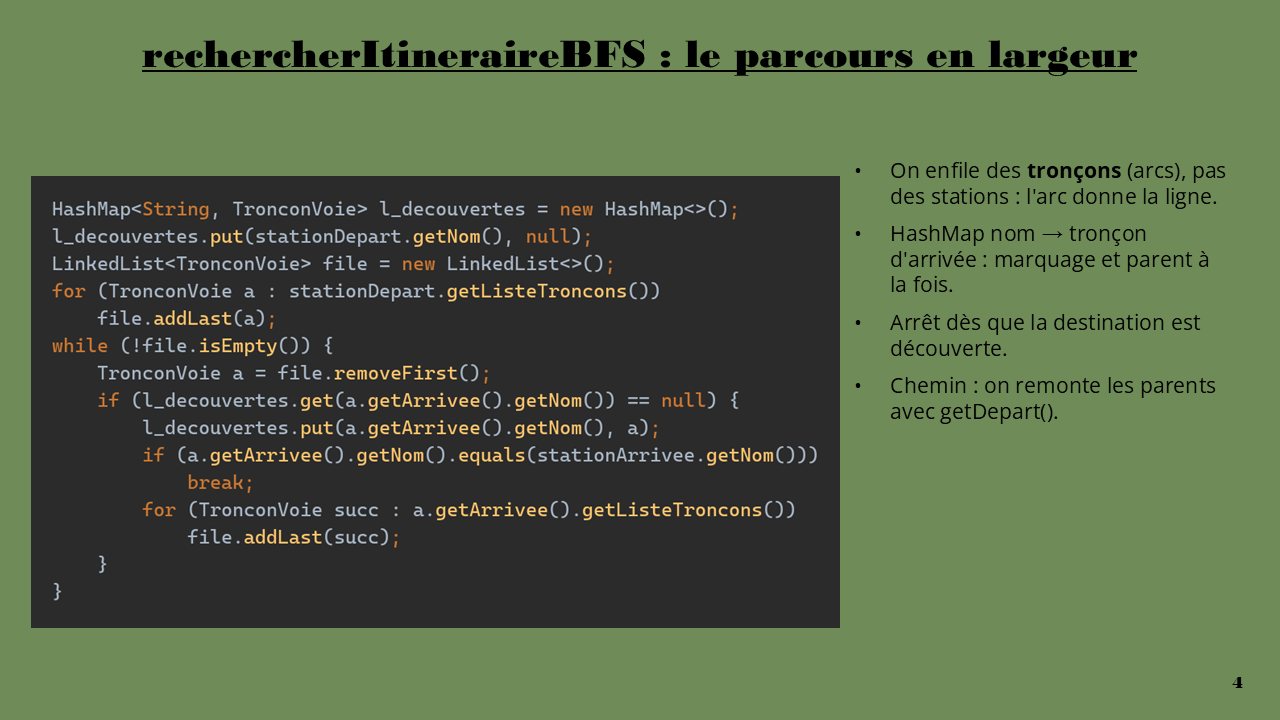 rechercherItineraireBFS : le parcours en largeur
HashMap<String, TronconVoie> l_decouvertes = new HashMap<>();
l_decouvertes.put(stationDepart.getNom(), null);
LinkedList<TronconVoie> file = new LinkedList<>();
for (TronconVoie a : stationDepart.getListeTroncons())
    file.addLast(a);
while (!file.isEmpty()) {
    TronconVoie a = file.removeFirst();
    if (l_decouvertes.get(a.getArrivee().getNom()) == null) {
        l_decouvertes.put(a.getArrivee().getNom(), a);
        if (a.getArrivee().getNom().equals(stationArrivee.getNom()))
            break;
        for (TronconVoie succ : a.getArrivee().getListeTroncons())
            file.addLast(succ);
    }
}
• On enfile des tronçons (arcs), pas
des stations : l'arc donne la ligne.
• HashMap nom → tronçon
d'arrivée : marquage et parent à
la fois.
• Arrêt dès que la destination est
découverte.
• Chemin : on remonte les parents
avec getDepart().
4